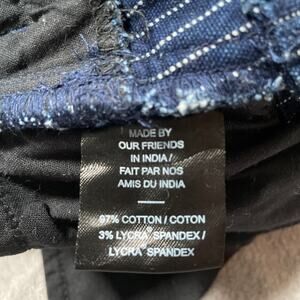 MADE BY
OUR FRIENDS
IN INDIA /
FAIT PAR NOS
AMIS DU INDIA
97% COTTON / COTON
3% LYCRA SPANDEX /
LYCRA SPANDEX